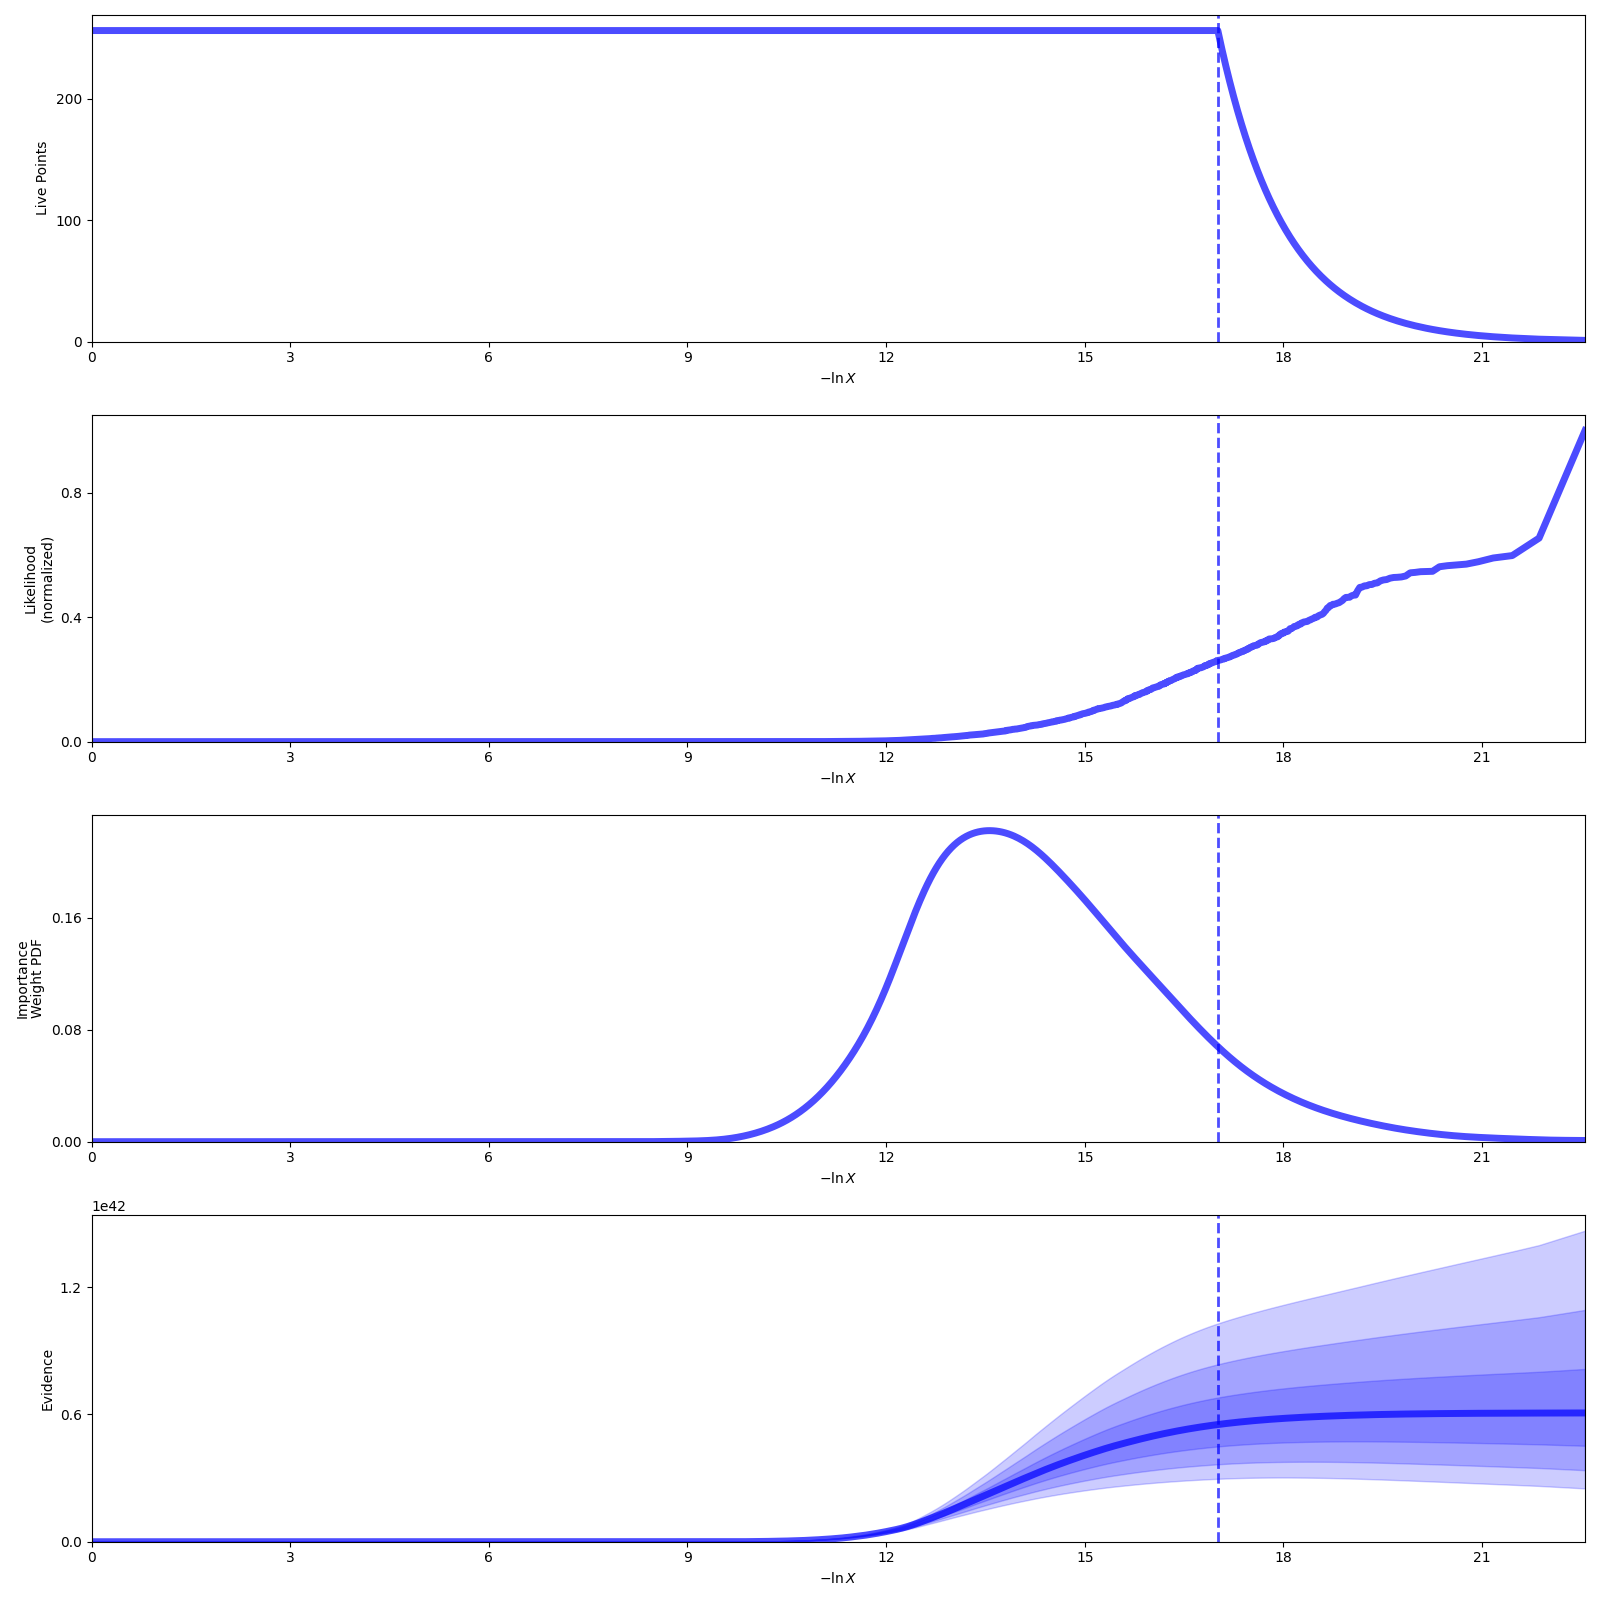 200
100
0
Live Points
0 3 6 9 12 15 18 21
−ln X
0.8
0.4
0.0
Likelihood
(normalized)
0 3 6 9 12 15 18 21
−ln X
0.16
0.08
0.00
Importance
Weight PDF
0 3 6 9 12 15 18 21
−ln X
1e42
1.2
0.6
0.0
Evidence
0 3 6 9 12 15 18 21
−ln X